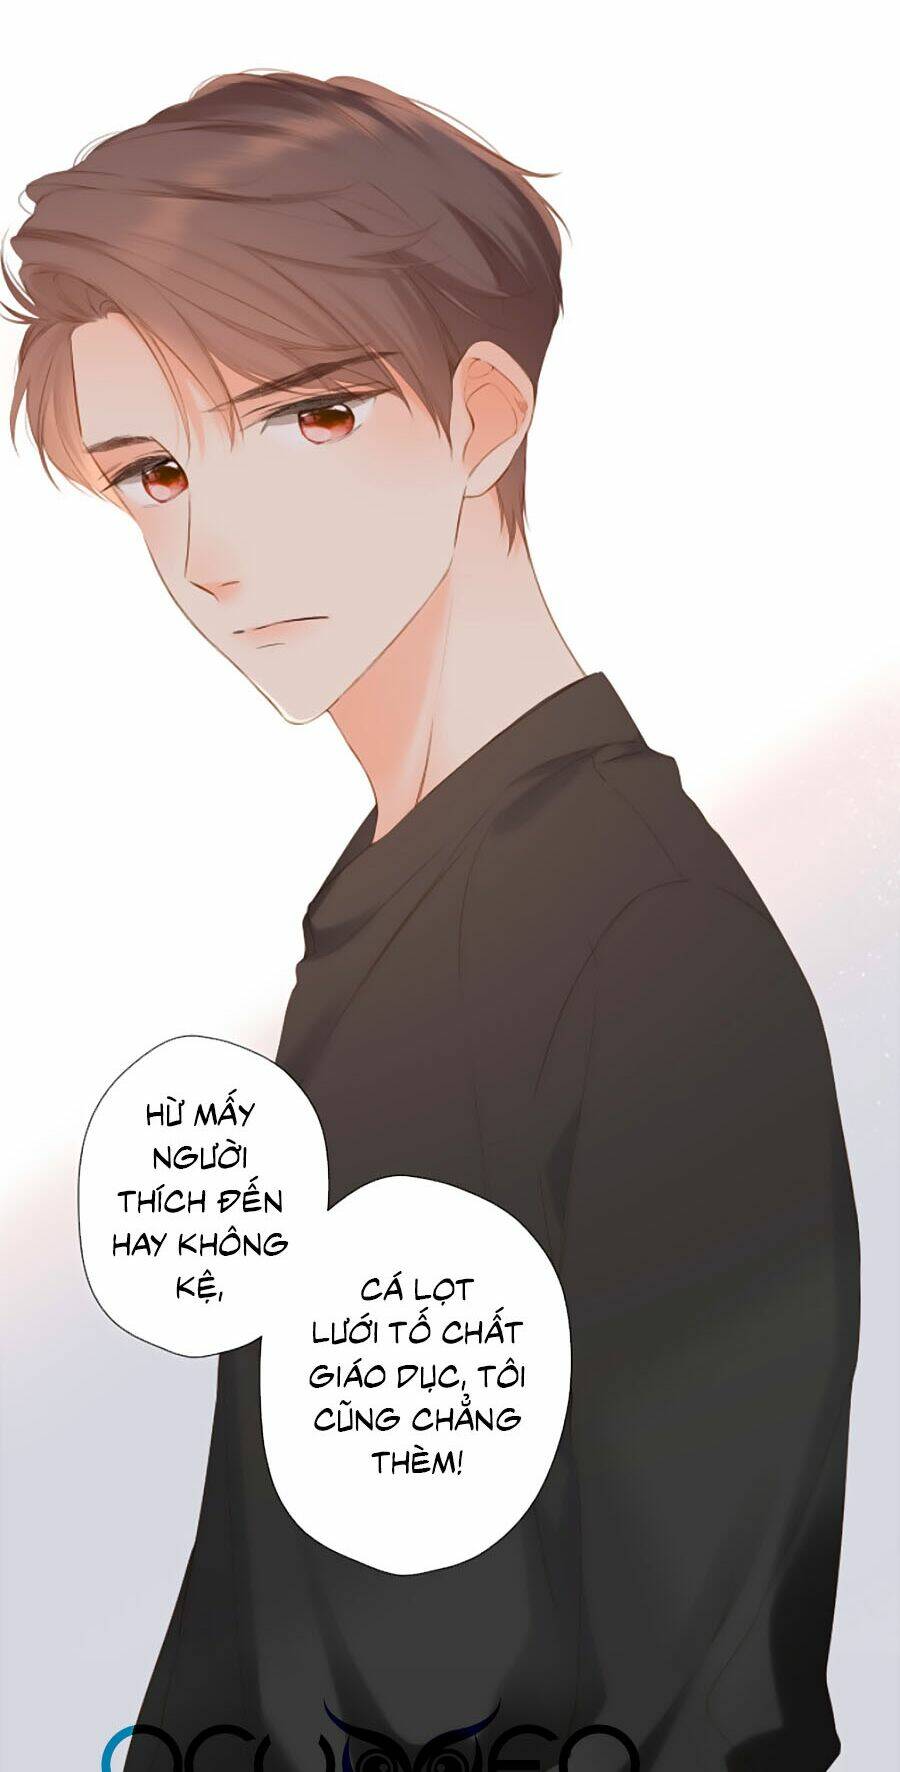 HỪ MẤY
NGƯỜI
THÍCH ĐẾN
HAY KHÔNG
KỆ,
CÁ LỌT
LƯỚI TỐ CHẤT
GIÁO DỤC, TÔI
CŨNG CHẲNG
THÈM!